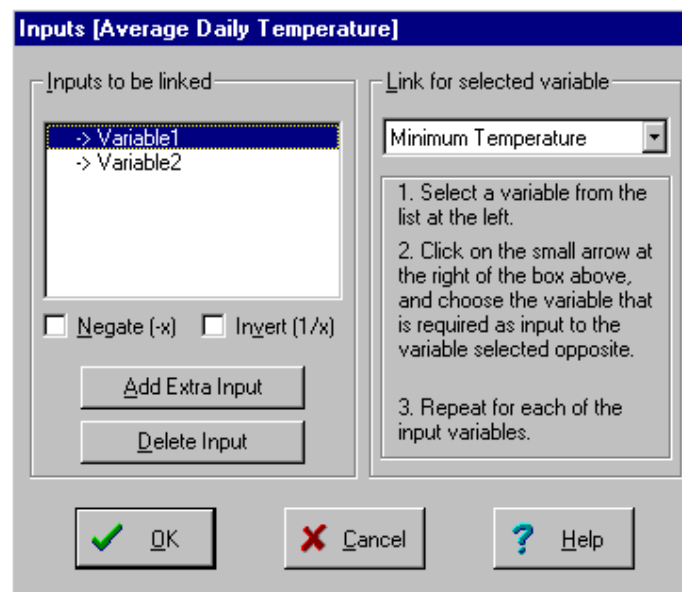 Inputs [Average Daily Temperature]
Inputs to be linked
-> Variable1
-> Variable2
Negate (-x)
Invert (1/x)
Add Extra Input
Delete Input
Link for selected variable
Minimum Temperature
1. Select a variable from the
list at the left.
2. Click on the small arrow at
the right of the box above,
and choose the variable that
is required as input to the
variable selected opposite.
3. Repeat for each of the
input variables.
OK
Cancel
Help